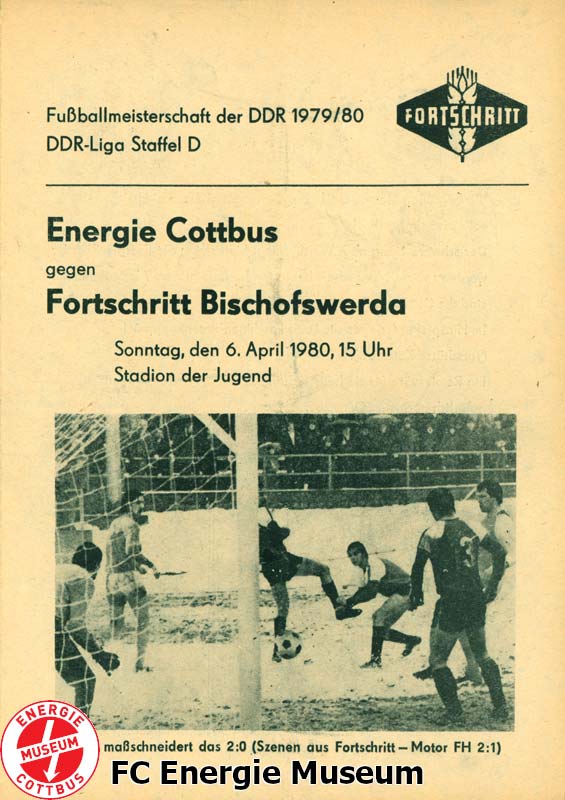 Fußballmeisterschaft der DDR 1979/80
DDR-Liga Staffel D
FORTSCHRITT
Energie Cottbus
gegen
Fortschritt Bischofswerda
Sonntag, den 6. April 1980, 15 Uhr
Stadion der Jugend
3
maßschneidert das 2:0 (Szenen aus Fortschritt – Motor FH 2:1)
ENERGIE
MUSEUM
COTTBUS
FC Energie Museum